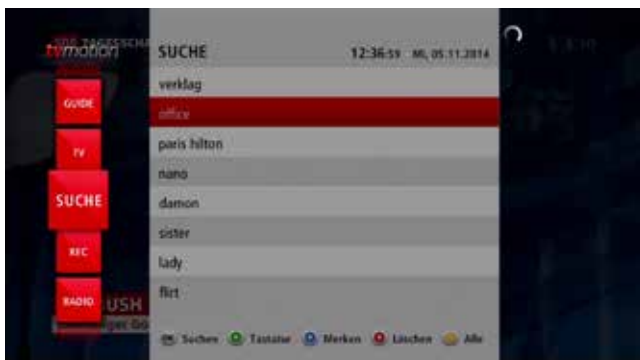 tvmotion
SUCHE 12:36:59 MI, 05.11.2014
verklag
GUIDE
office
TV
paris hilton
nano
SUCHE
damon
sister
REC
lady
RADIO
flirt
USH
Suchen Tastatur Merken Löschen Alle